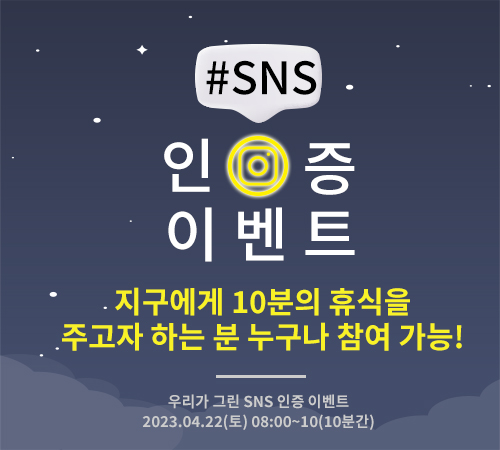 #SNS
인 증
이벤트
지구에게 10분의 휴식을
주고자 하는 분 누구나 참여 가능!
우리가 그린 SNS 인증 이벤트
2023.04.22(토) 08:00~10(10분간)